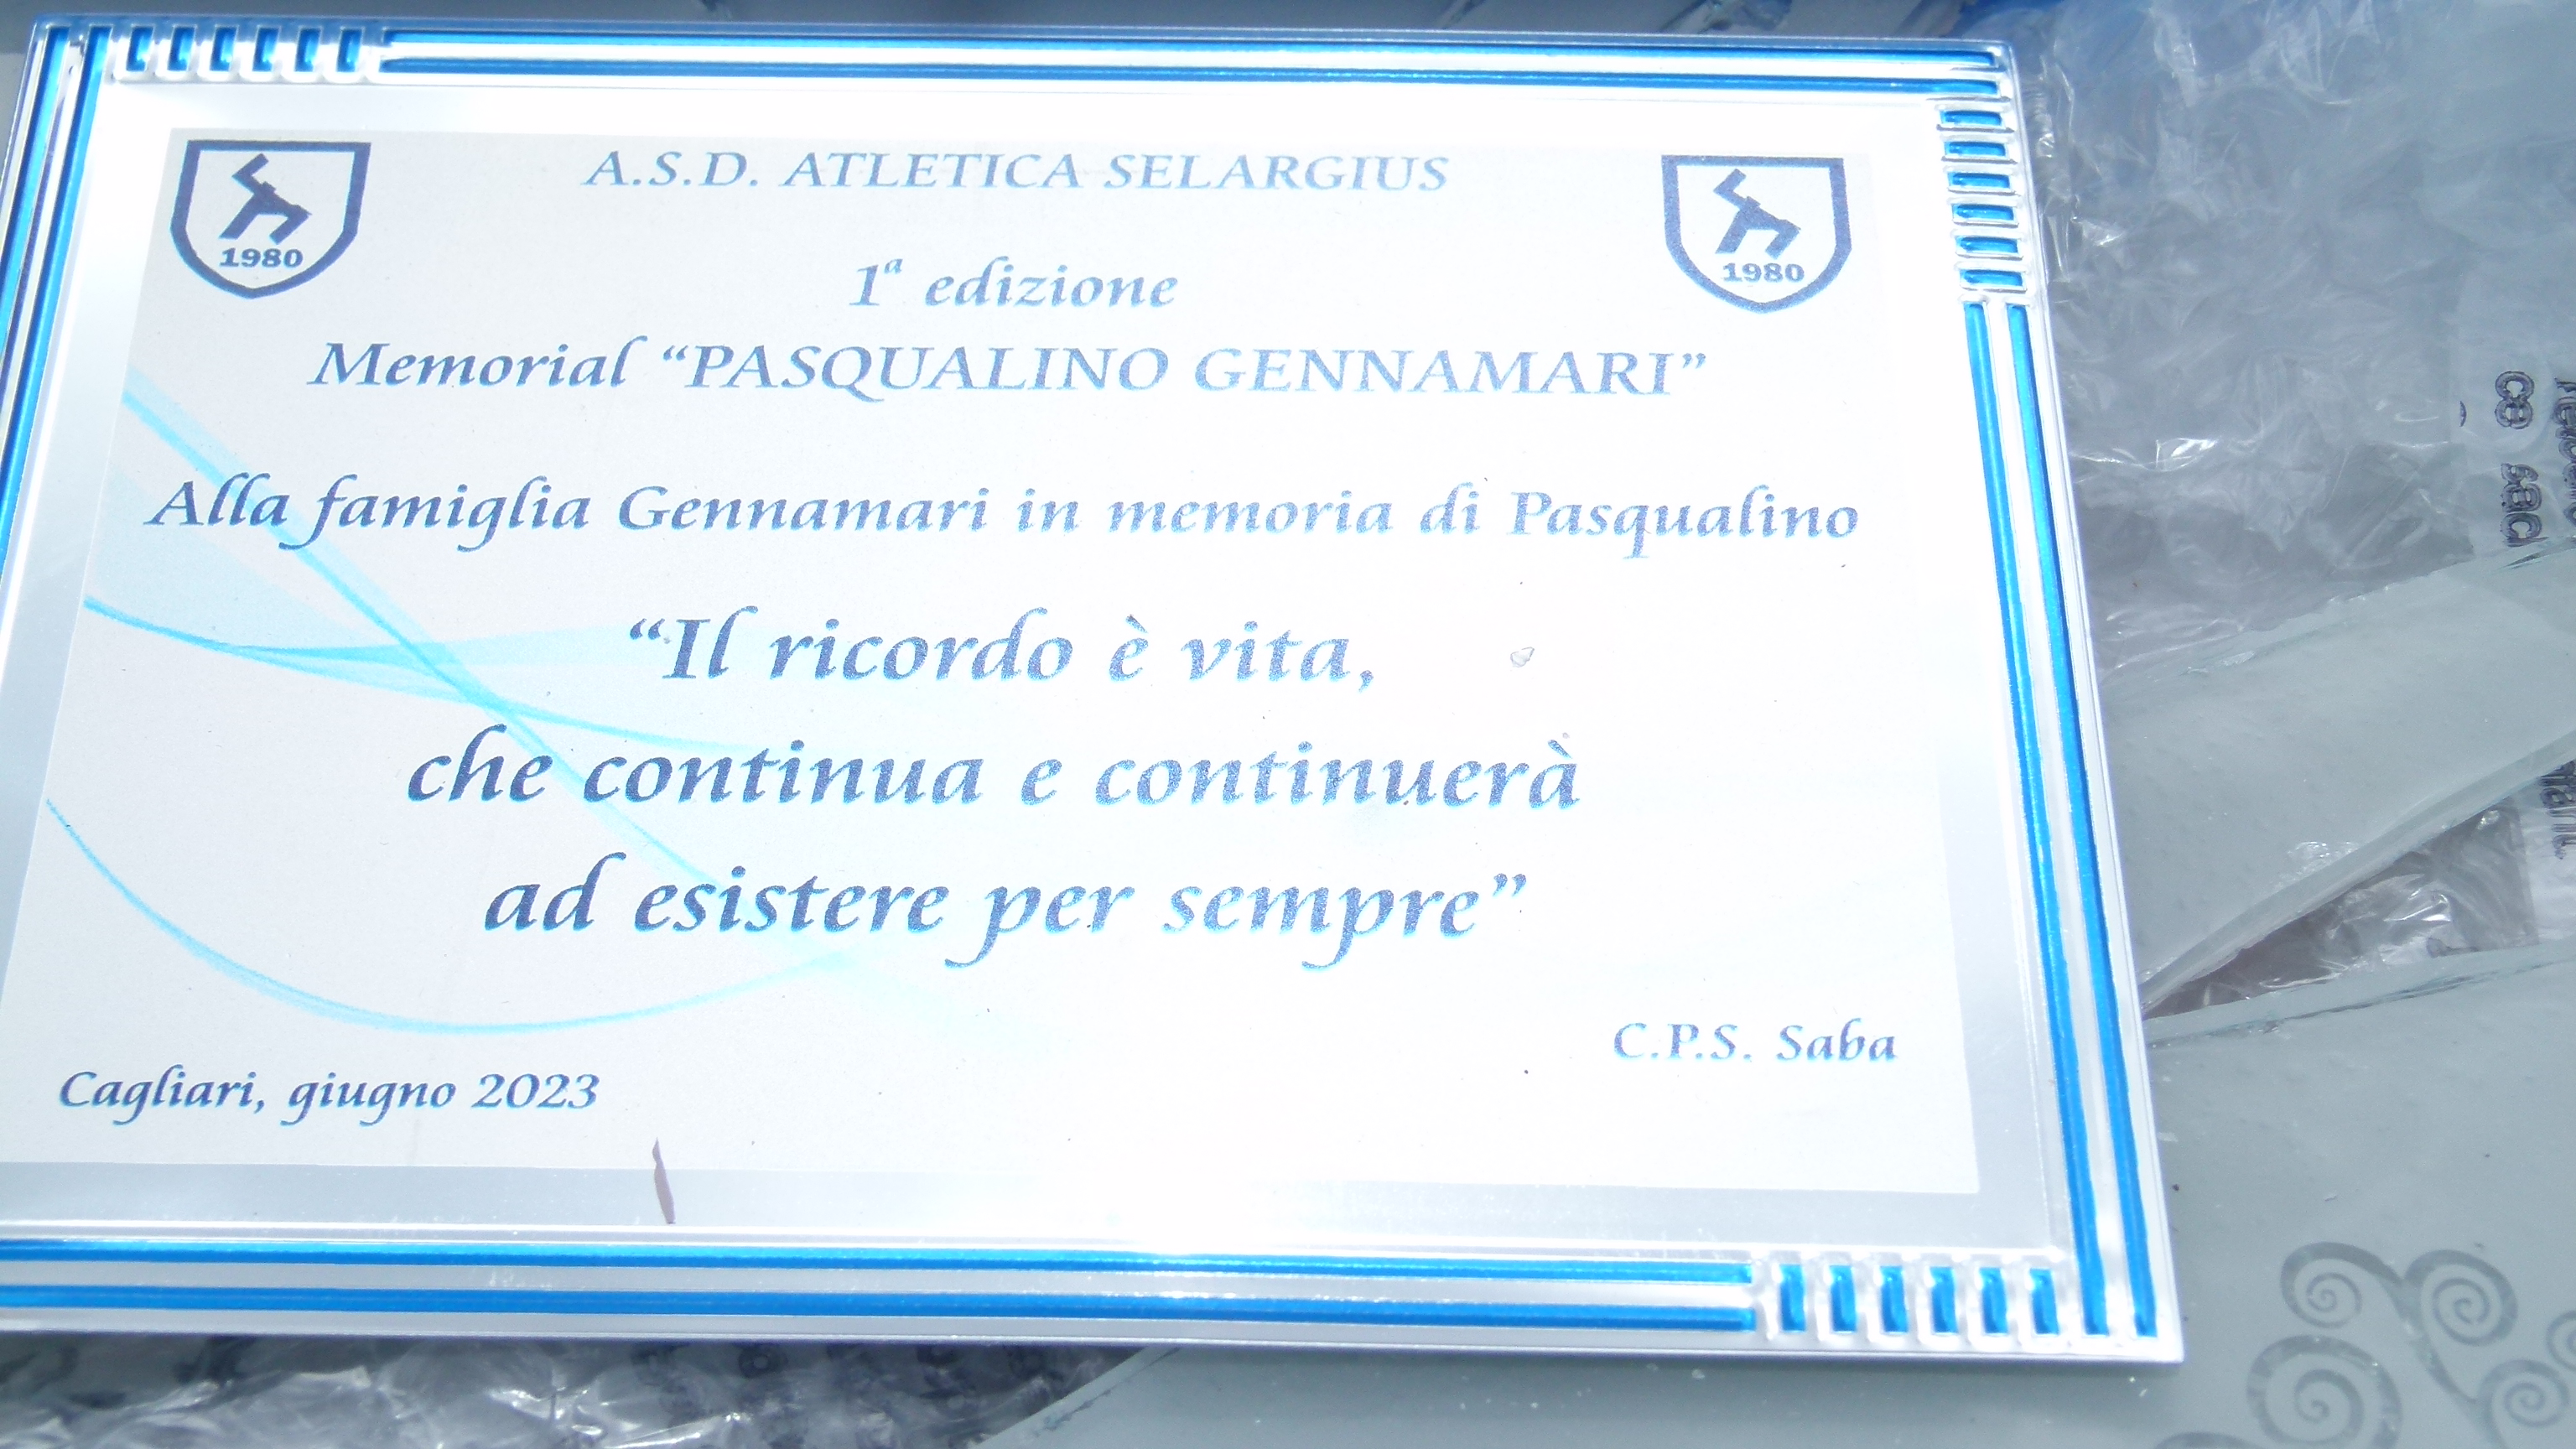 A.S.D. ATLETICA SELARGIUS
1980
1980
1ª edizione
Memorial “PASQUALINO GENNAMARI”
Alla famiglia Gennamari in memoria di Pasqualino
“Il ricordo è vita,
che continua e continuerà
ad esistere per sempre”
C.P.S. Saba
Cagliari, giugno 2023